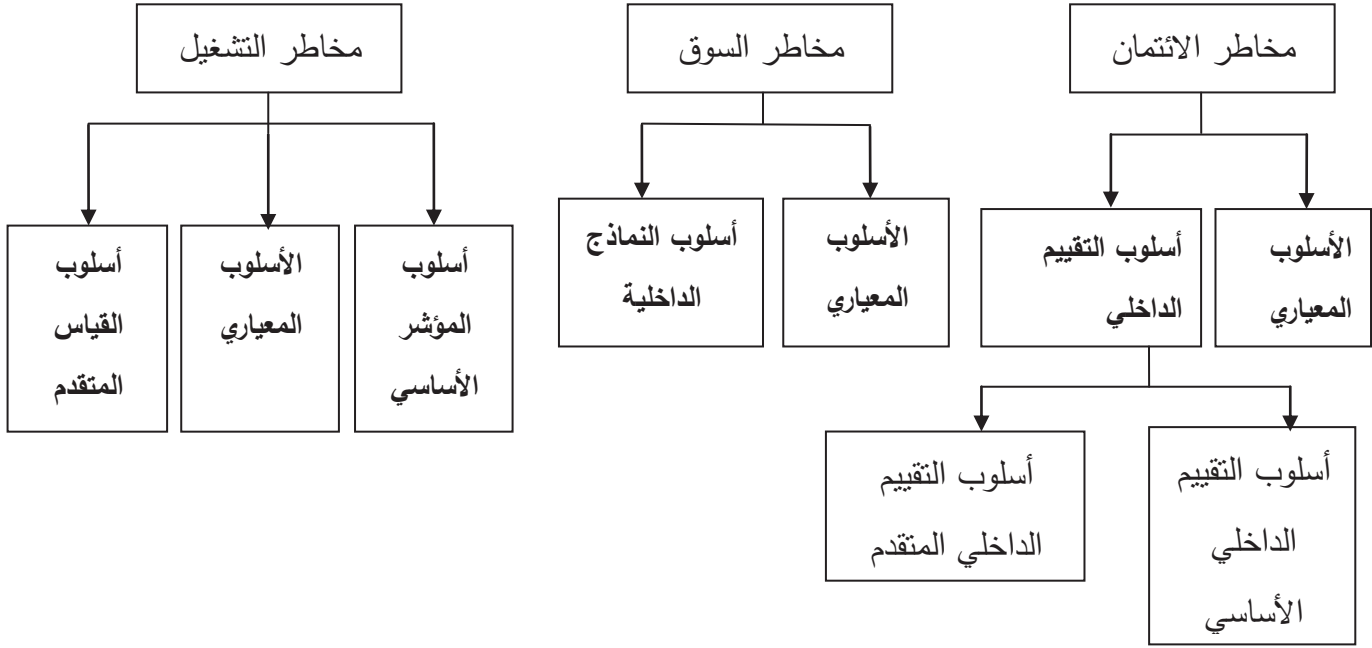 مخاطر الائتمان
مخاطر السوق
مخاطر التشغيل
الأسلوب
المعياري
أسلوب التقييم
الداخلي
الأسلوب
المعياري
أسلوب النماذج
الداخلية
أسلوب
المؤشر
الأساسي
الأسلوب
المعياري
أسلوب
القياس
المتقدم
أسلوب التقييم
الداخلي
الأساسي
أسلوب التقييم
الداخلي المتقدم